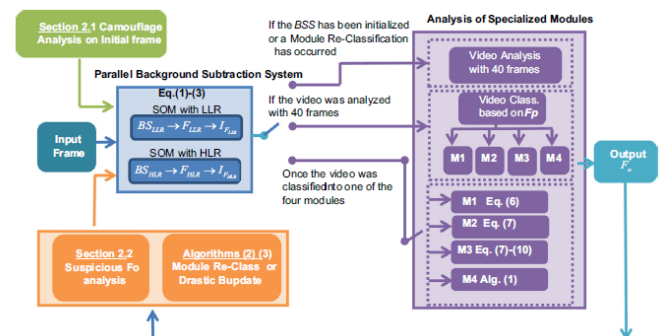 Section 2.1 Camouflage
Analysis on Initial frame
Parallel Background Subtraction System
Eq.(1)-(3)
SOM with LLR
BS_LLR → F_LLR → I_F_LLR
SOM with HLR
BS_HLR → F_HLR → I_F_HLR
Input
Frame
Section 2.2
Suspicious Fo
analysis
Algorithms (2) (3)
Module Re-Class or
Drastic Bupdate
If the BSS has been initialized
or a Module Re-Classification
has occurred
If the video was analyzed
with 40 frames
Once the video was
classifiedinto one of the
four modules
Analysis of Specialized Modules
Video Analysis
with 40 frames
Video Class.
based on Fp
M1 M2 M3 M4
M1 Eq. (6)
M2 Eq. (7)
M3 Eq. (7)-(10)
M4 Alg. (1)
Output